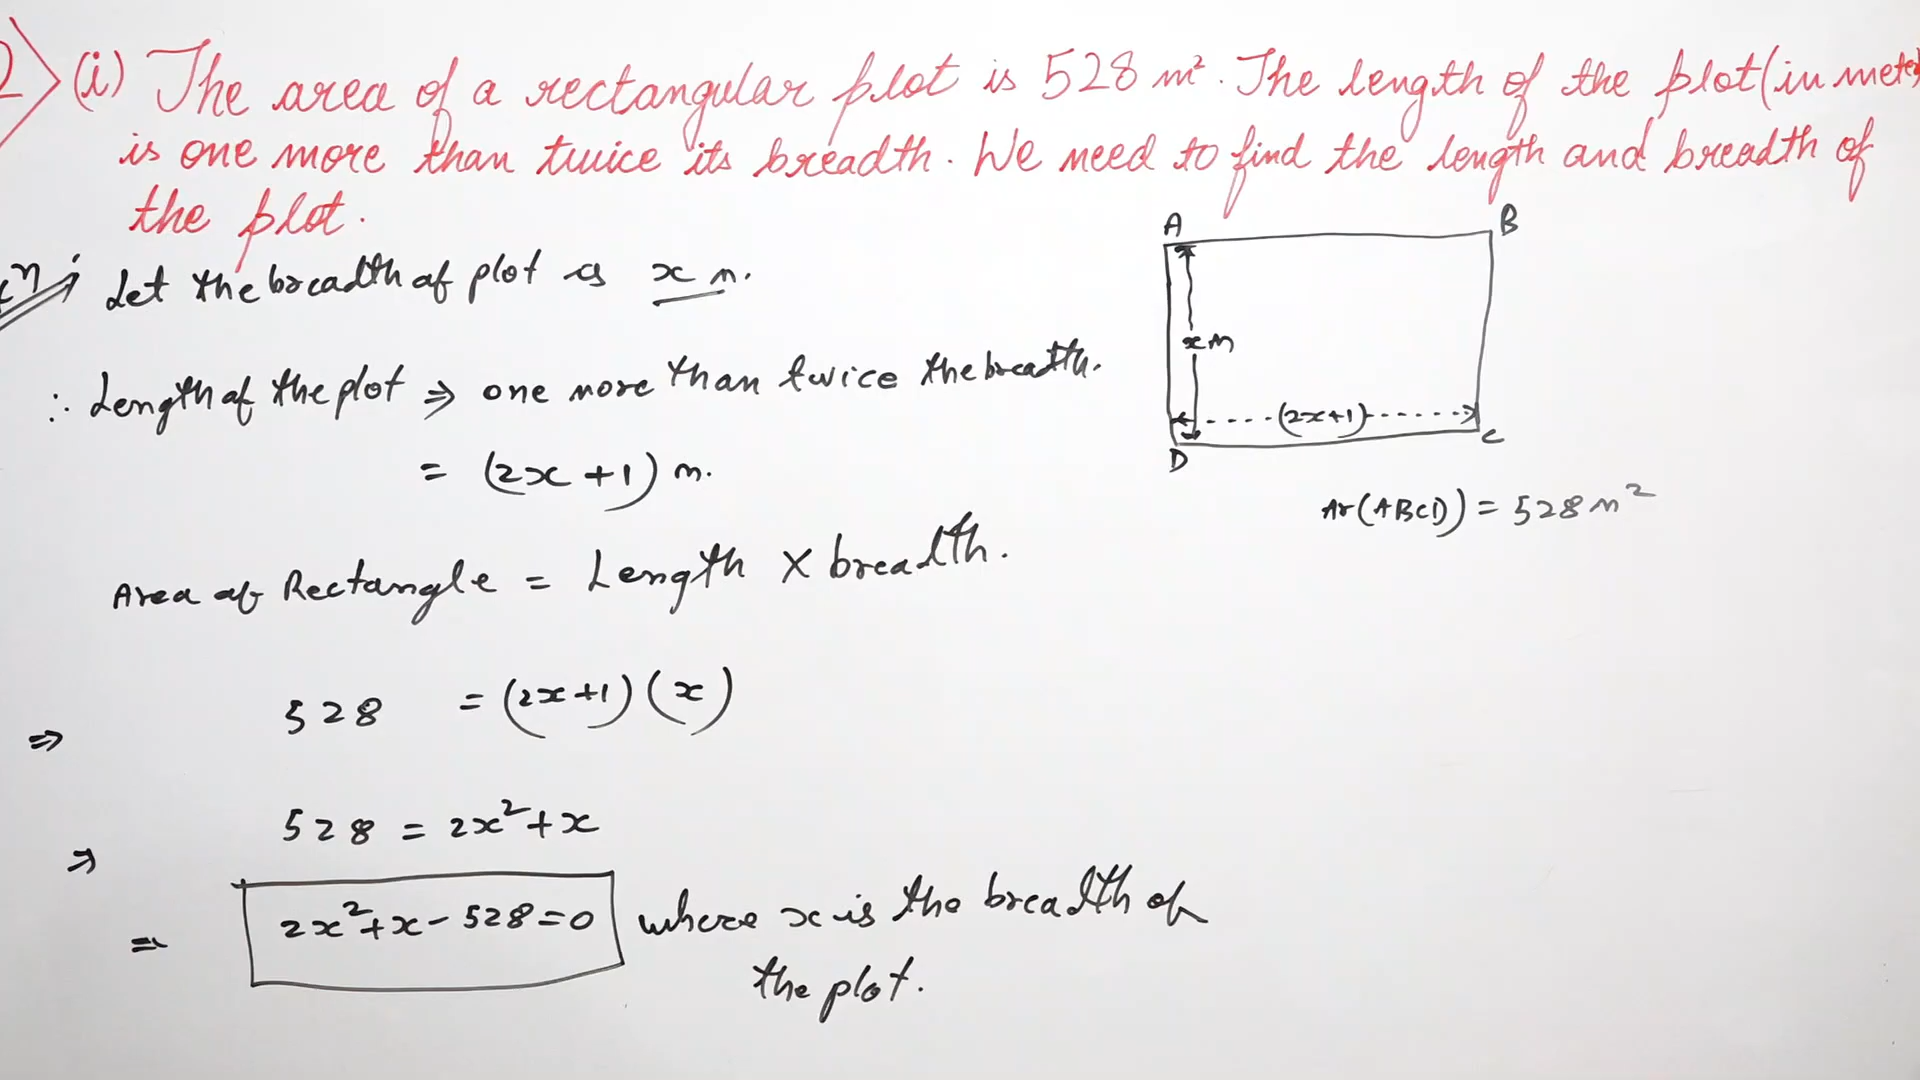 2) (i) The area of a rectangular plot is 528 m². The length of the plot (in meter)
is one more than twice its breadth. We need to find the length and breadth of
the plot.
Let the breadth of plot is x m.
∴ Length of the plot ⇒ one more than twice the breadth.
= (2x + 1) m.
Area of Rectangle = Length × breadth.
⇒ 528 = (2x+1)(x)
⇒ 528 = 2x²+x
⇒ 2x²+x-528=0 where x is the breadth of
the plot.
A B
x m
(2x+1)
D C
Ar(ABCD) = 528 m²